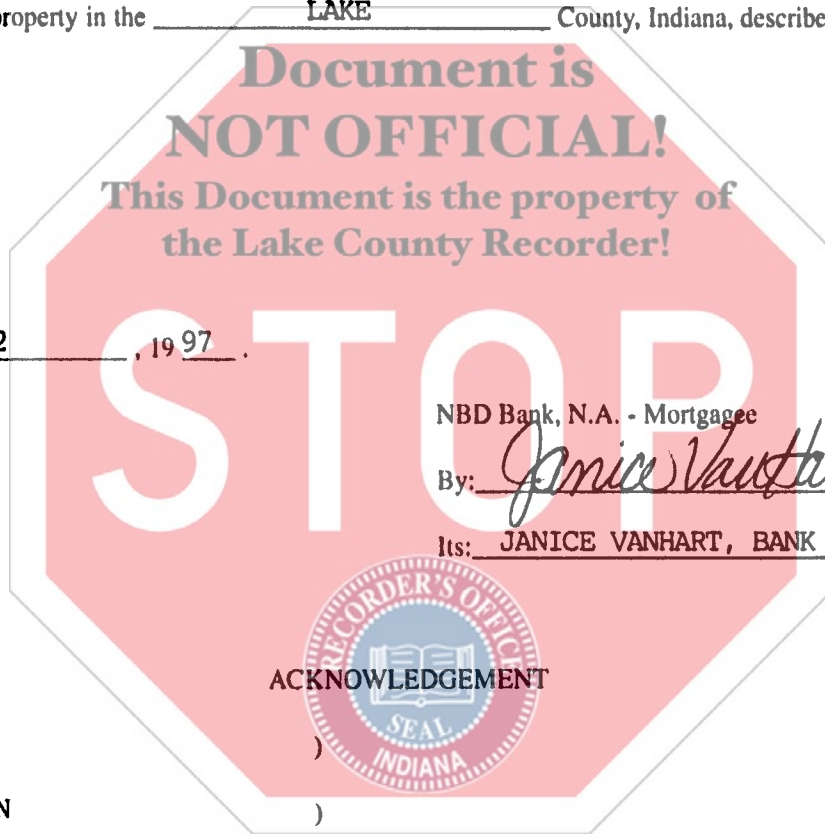 property in the LAKE County, Indiana, describe
Document is
NOT OFFICIAL!
This Document is the property of
the Lake County Recorder!
2, 19 97.
STOP
NBD Bank, N.A. - Mortgagee
By: Janice VanHa
Its: JANICE VANHART, BANK
RECORDER'S OFFICE
ACKNOWLEDGEMENT
SEAL
)
INDIANA
N )